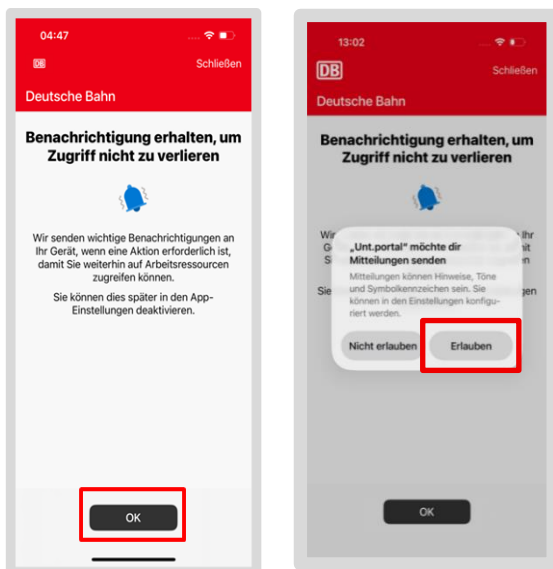 04:47
DB
Schließen
Deutsche Bahn
Benachrichtigung erhalten, um
Zugriff nicht zu verlieren
Wir senden wichtige Benachrichtigungen an
Ihr Gerät, wenn eine Aktion erforderlich ist,
damit Sie weiterhin auf Arbeitsressourcen
zugreifen können.
Sie können dies später in den App-
Einstellungen deaktivieren.
OK
13:02
DB
Schließen
Deutsche Bahn
Benachrichtigung erhalten, um
Zugriff nicht zu verlieren
„Unt.portal“ möchte dir
Mitteilungen senden
Mitteilungen können Hinweise, Töne
und Symbolkennzeichen sein. Sie
können in den Einstellungen konfigu-
riert werden.
Nicht erlauben
Erlauben
OK